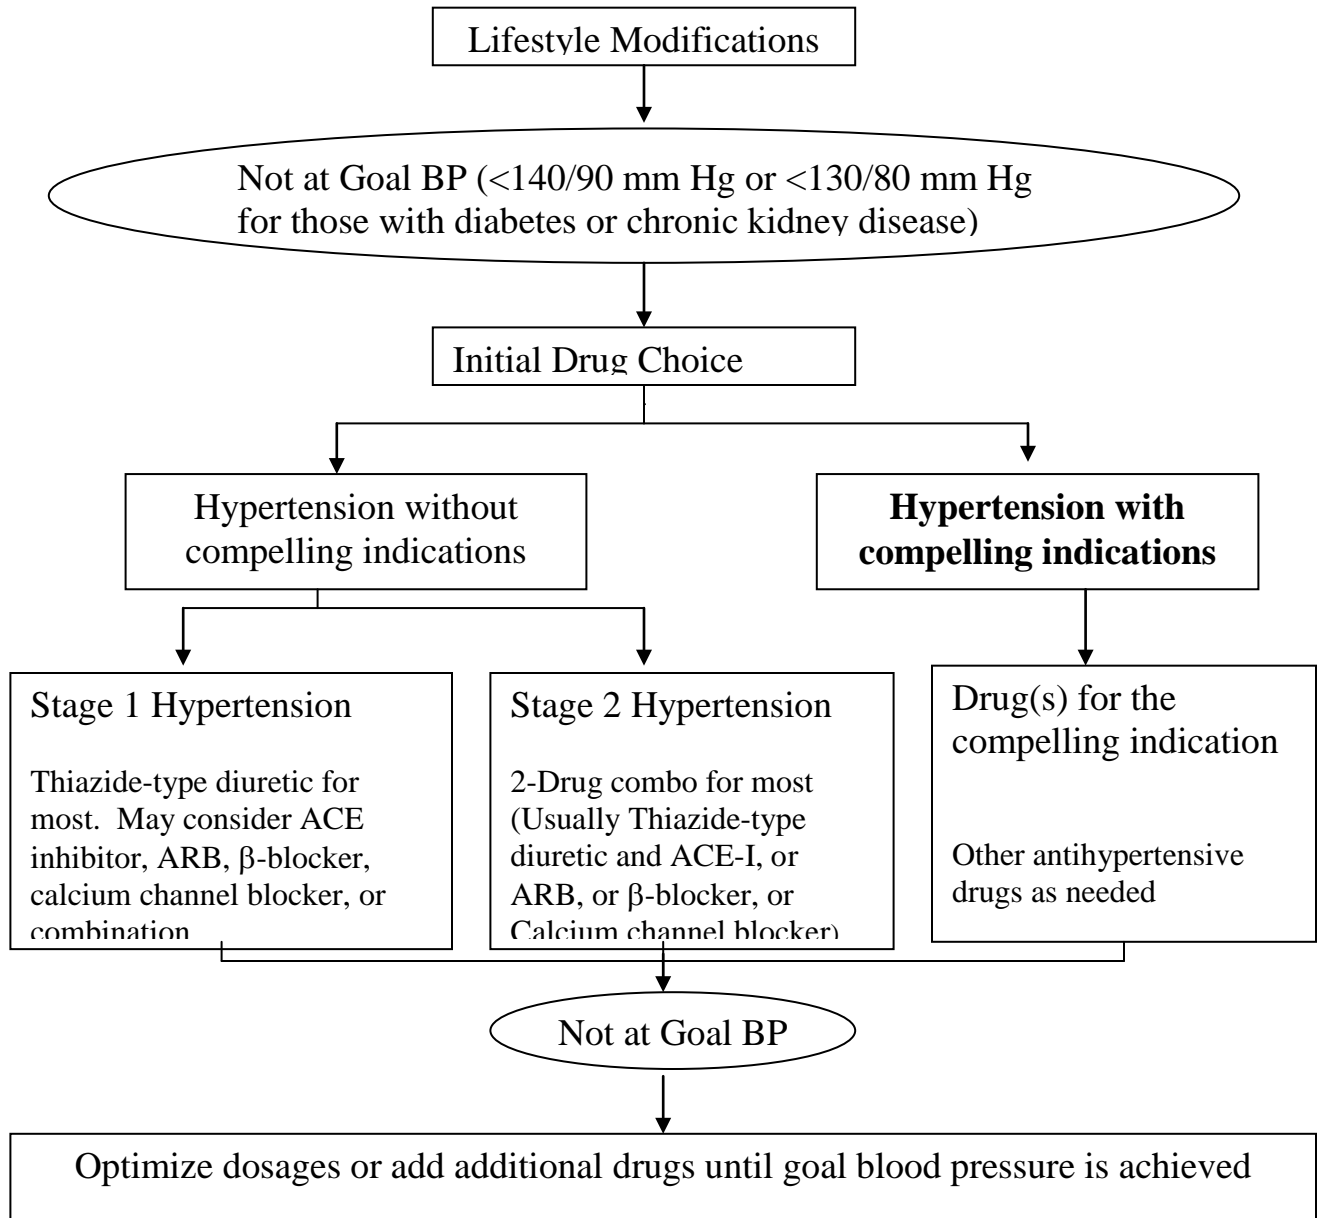 Lifestyle Modifications
Not at Goal BP (<140/90 mm Hg or <130/80 mm Hg
for those with diabetes or chronic kidney disease)
Initial Drug Choice
Hypertension without
compelling indications
Hypertension with
compelling indications
Stage 1 Hypertension
Thiazide-type diuretic for
most.  May consider ACE
inhibitor, ARB, β-blocker,
calcium channel blocker, or
combination
Stage 2 Hypertension
2-Drug combo for most
(Usually Thiazide-type
diuretic and ACE-I, or
ARB, or β-blocker, or
Calcium channel blocker)
Drug(s) for the
compelling indication
Other antihypertensive
drugs as needed
Not at Goal BP
Optimize dosages or add additional drugs until goal blood pressure is achieved